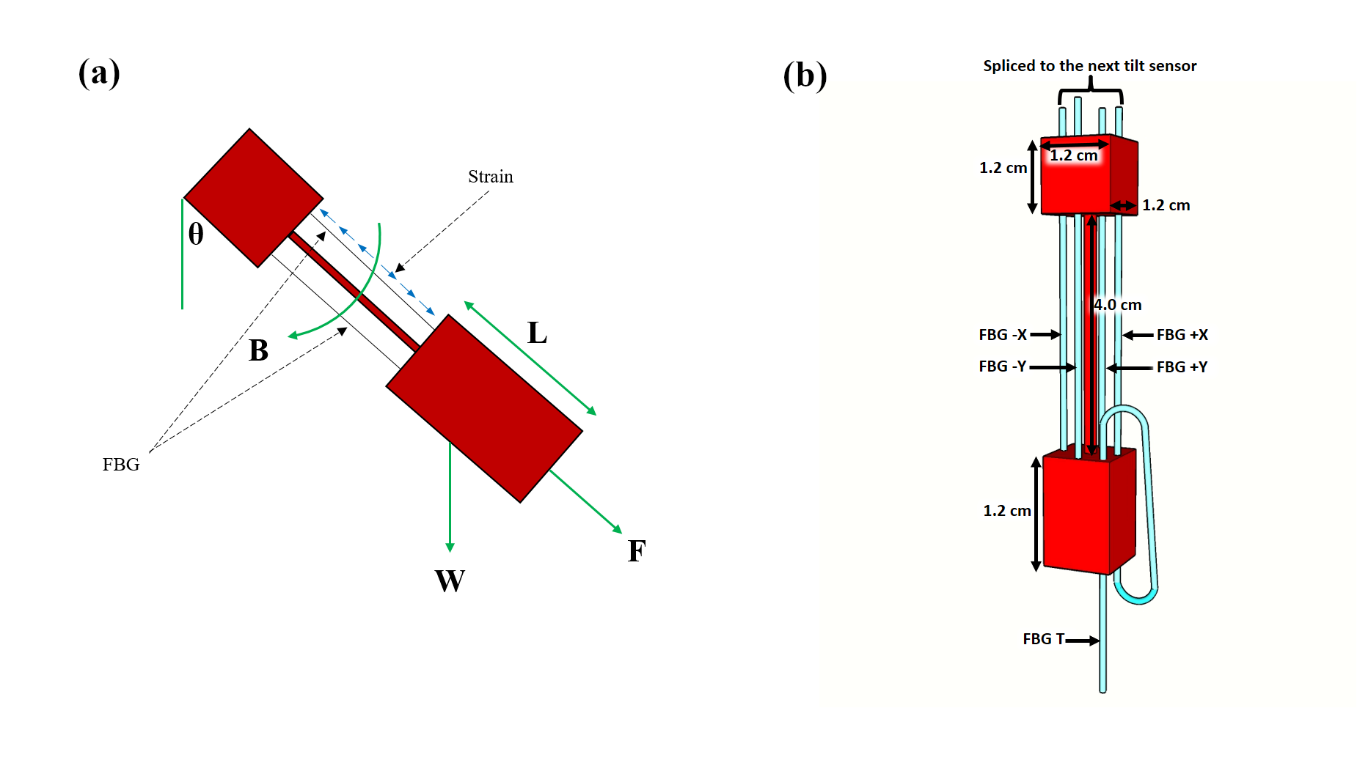 (a)
θ
Strain
B
L
FBG
W
F
(b)
Spliced to the next tilt sensor
1.2 cm
1.2 cm
1.2 cm
4.0 cm
FBG -X
FBG +X
FBG -Y
FBG +Y
1.2 cm
FBG T